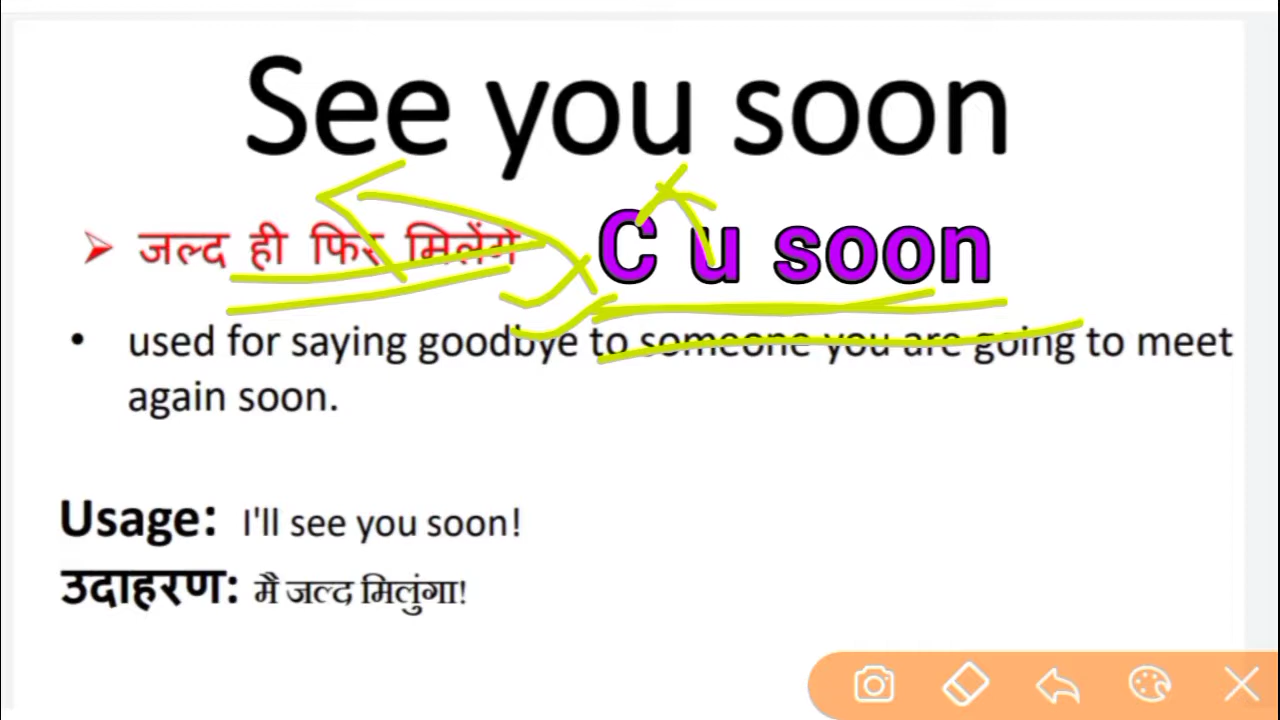 See you soon
जल्द ही फिर मिलेंगे C u soon
used for saying goodbye to someone you are going to meet
again soon.
Usage: I'll see you soon!
उदाहरण: मै जल्द मिलुंगा!